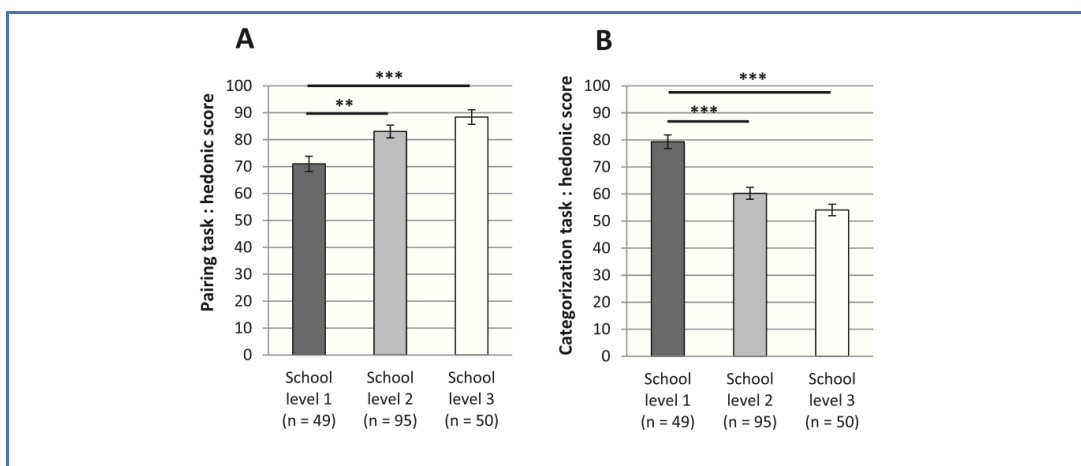 A
Pairing task : hedonic score
100
90
80
70
60
50
40
30
20
10
0
***
**
School level 1 (n = 49)
School level 2 (n = 95)
School level 3 (n = 50)
B
Categorization task : hedonic score
100
90
80
70
60
50
40
30
20
10
0
***
***
School level 1 (n = 49)
School level 2 (n = 95)
School level 3 (n = 50)